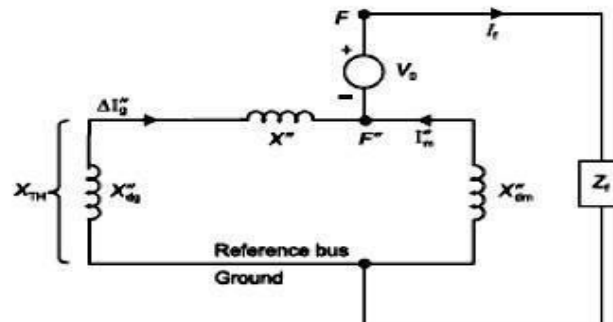 F
I_f
+
V_0
−
ΔI″_g
X″
F″
I″_m
X_TH
X″_dg
X″_dm
Z_f
Reference bus
Ground